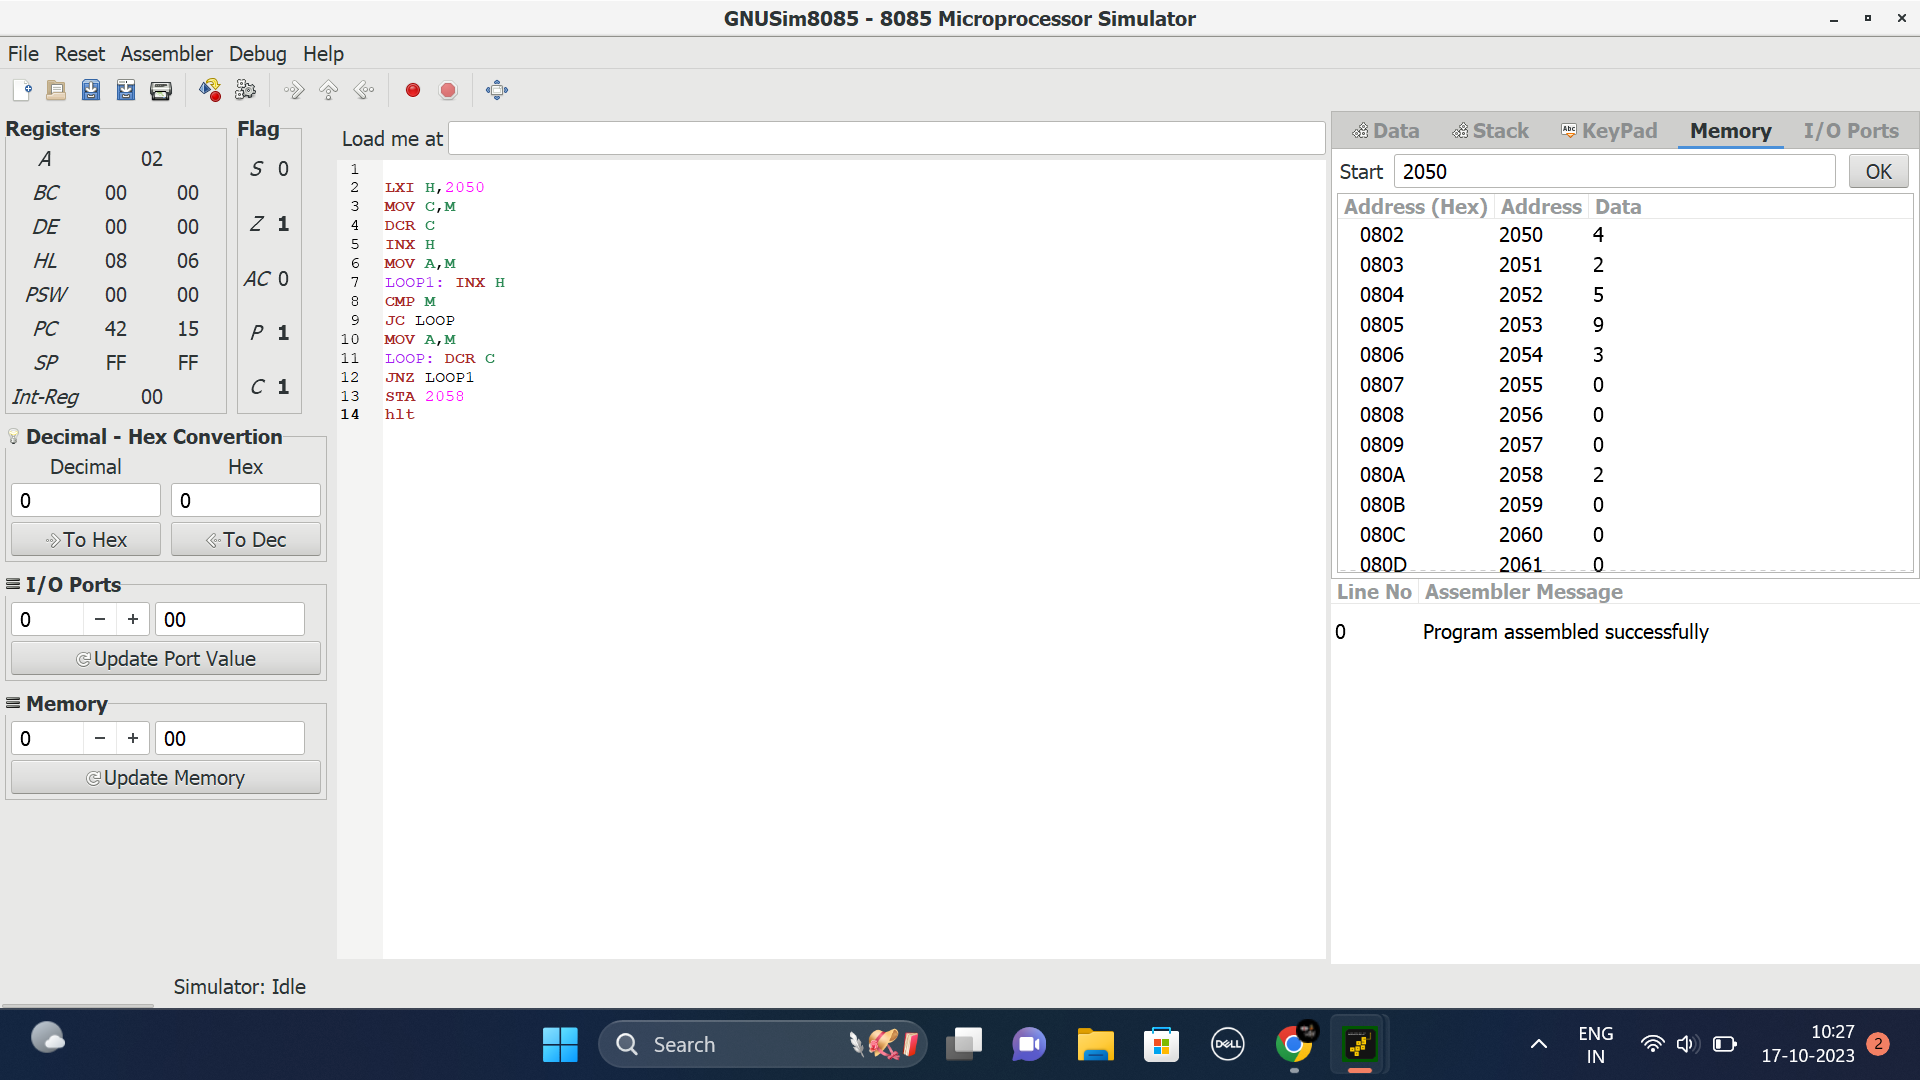 GNUSim8085 - 8085 Microprocessor Simulator
File Reset Assembler Debug Help
Registers
A 02
BC 00 00
DE 00 00
HL 08 06
PSW 00 00
PC 42 15
SP FF FF
Int-Reg 00
Flag
S 0
Z 1
AC 0
P 1
C 1
Decimal - Hex Convertion
Decimal Hex
0 0
To Hex To Dec
I/O Ports
0 − + 00
Update Port Value
Memory
0 − + 00
Update Memory
Simulator: Idle
Load me at
1
2 LXI H,2050
3 MOV C,M
4 DCR C
5 INX H
6 MOV A,M
7 LOOP1: INX H
8 CMP M
9 JC LOOP
10 MOV A,M
11 LOOP: DCR C
12 JNZ LOOP1
13 STA 2058
14 hlt
Data Stack Abc KeyPad Memory I/O Ports
Start 2050 OK
Address (Hex) Address Data
0802 2050 4
0803 2051 2
0804 2052 5
0805 2053 9
0806 2054 3
0807 2055 0
0808 2056 0
0809 2057 0
080A 2058 2
080B 2059 0
080C 2060 0
080D 2061 0
Line No Assembler Message
0 Program assembled successfully
Search
DELL
ENG
IN
10:27
17-10-2023
2